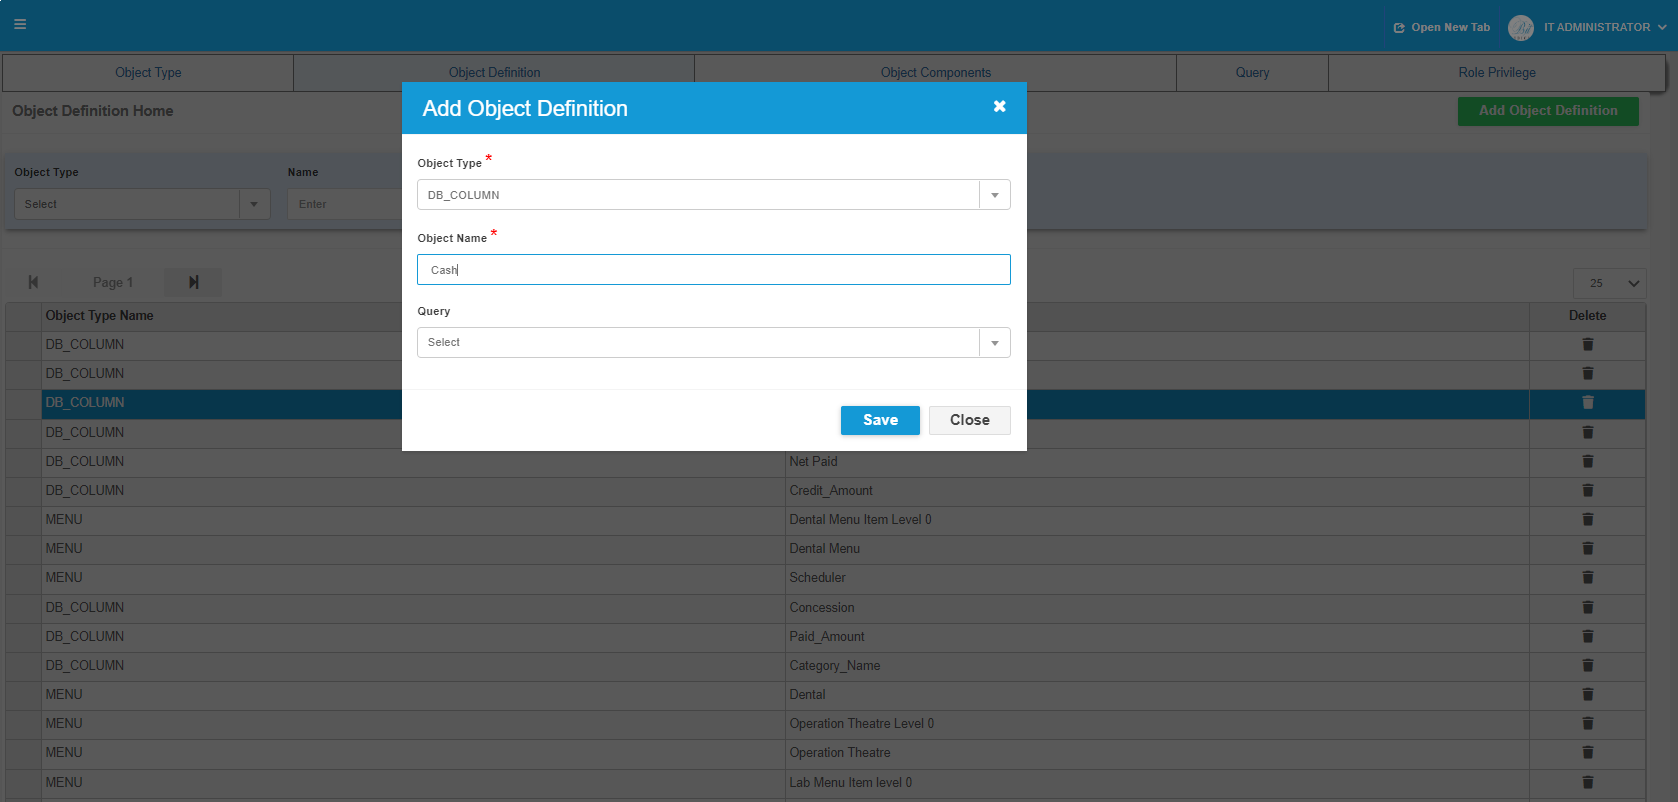 Open New Tab
IT ADMINISTRATOR
Object Type
Object Definition
Object Components
Query
Role Privilege
Object Definition Home
Add Object Definition
Object Type
Name
Select
Enter
Page 1
25
Object Type Name
Delete
DB_COLUMN
DB_COLUMN
DB_COLUMN
DB_COLUMN
DB_COLUMN Net Paid
DB_COLUMN Credit_Amount
MENU Dental Menu Item Level 0
MENU Dental Menu
MENU Scheduler
DB_COLUMN Concession
DB_COLUMN Paid_Amount
DB_COLUMN Category_Name
MENU Dental
MENU Operation Theatre Level 0
MENU Operation Theatre
MENU Lab Menu Item level 0
Add Object Definition
Object Type *
DB_COLUMN
Object Name *
Cash
Query
Select
Save
Close